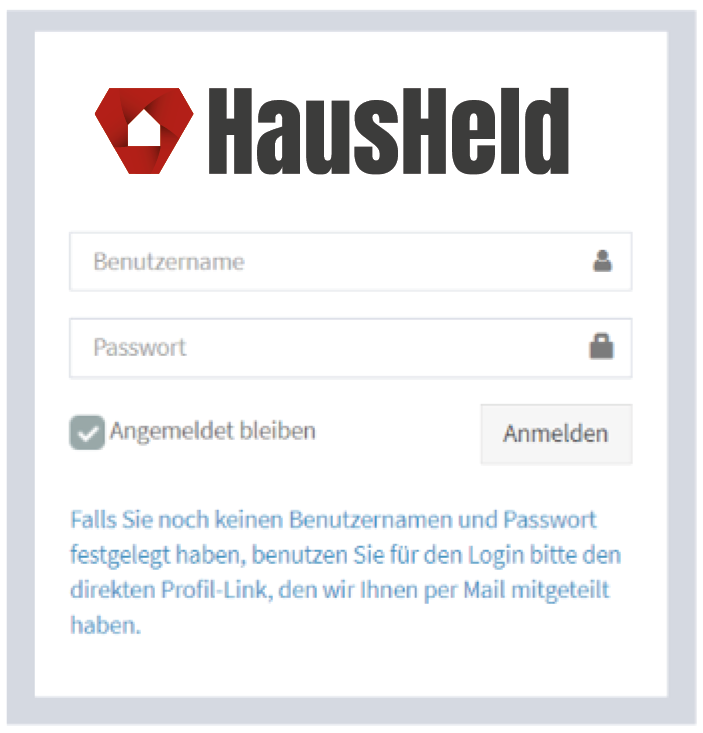 HausHeld
Benutzername
Passwort
Angemeldet bleiben
Anmelden
Falls Sie noch keinen Benutzernamen und Passwort
festgelegt haben, benutzen Sie für den Login bitte den
direkten Profil-Link, den wir Ihnen per Mail mitgeteilt
haben.